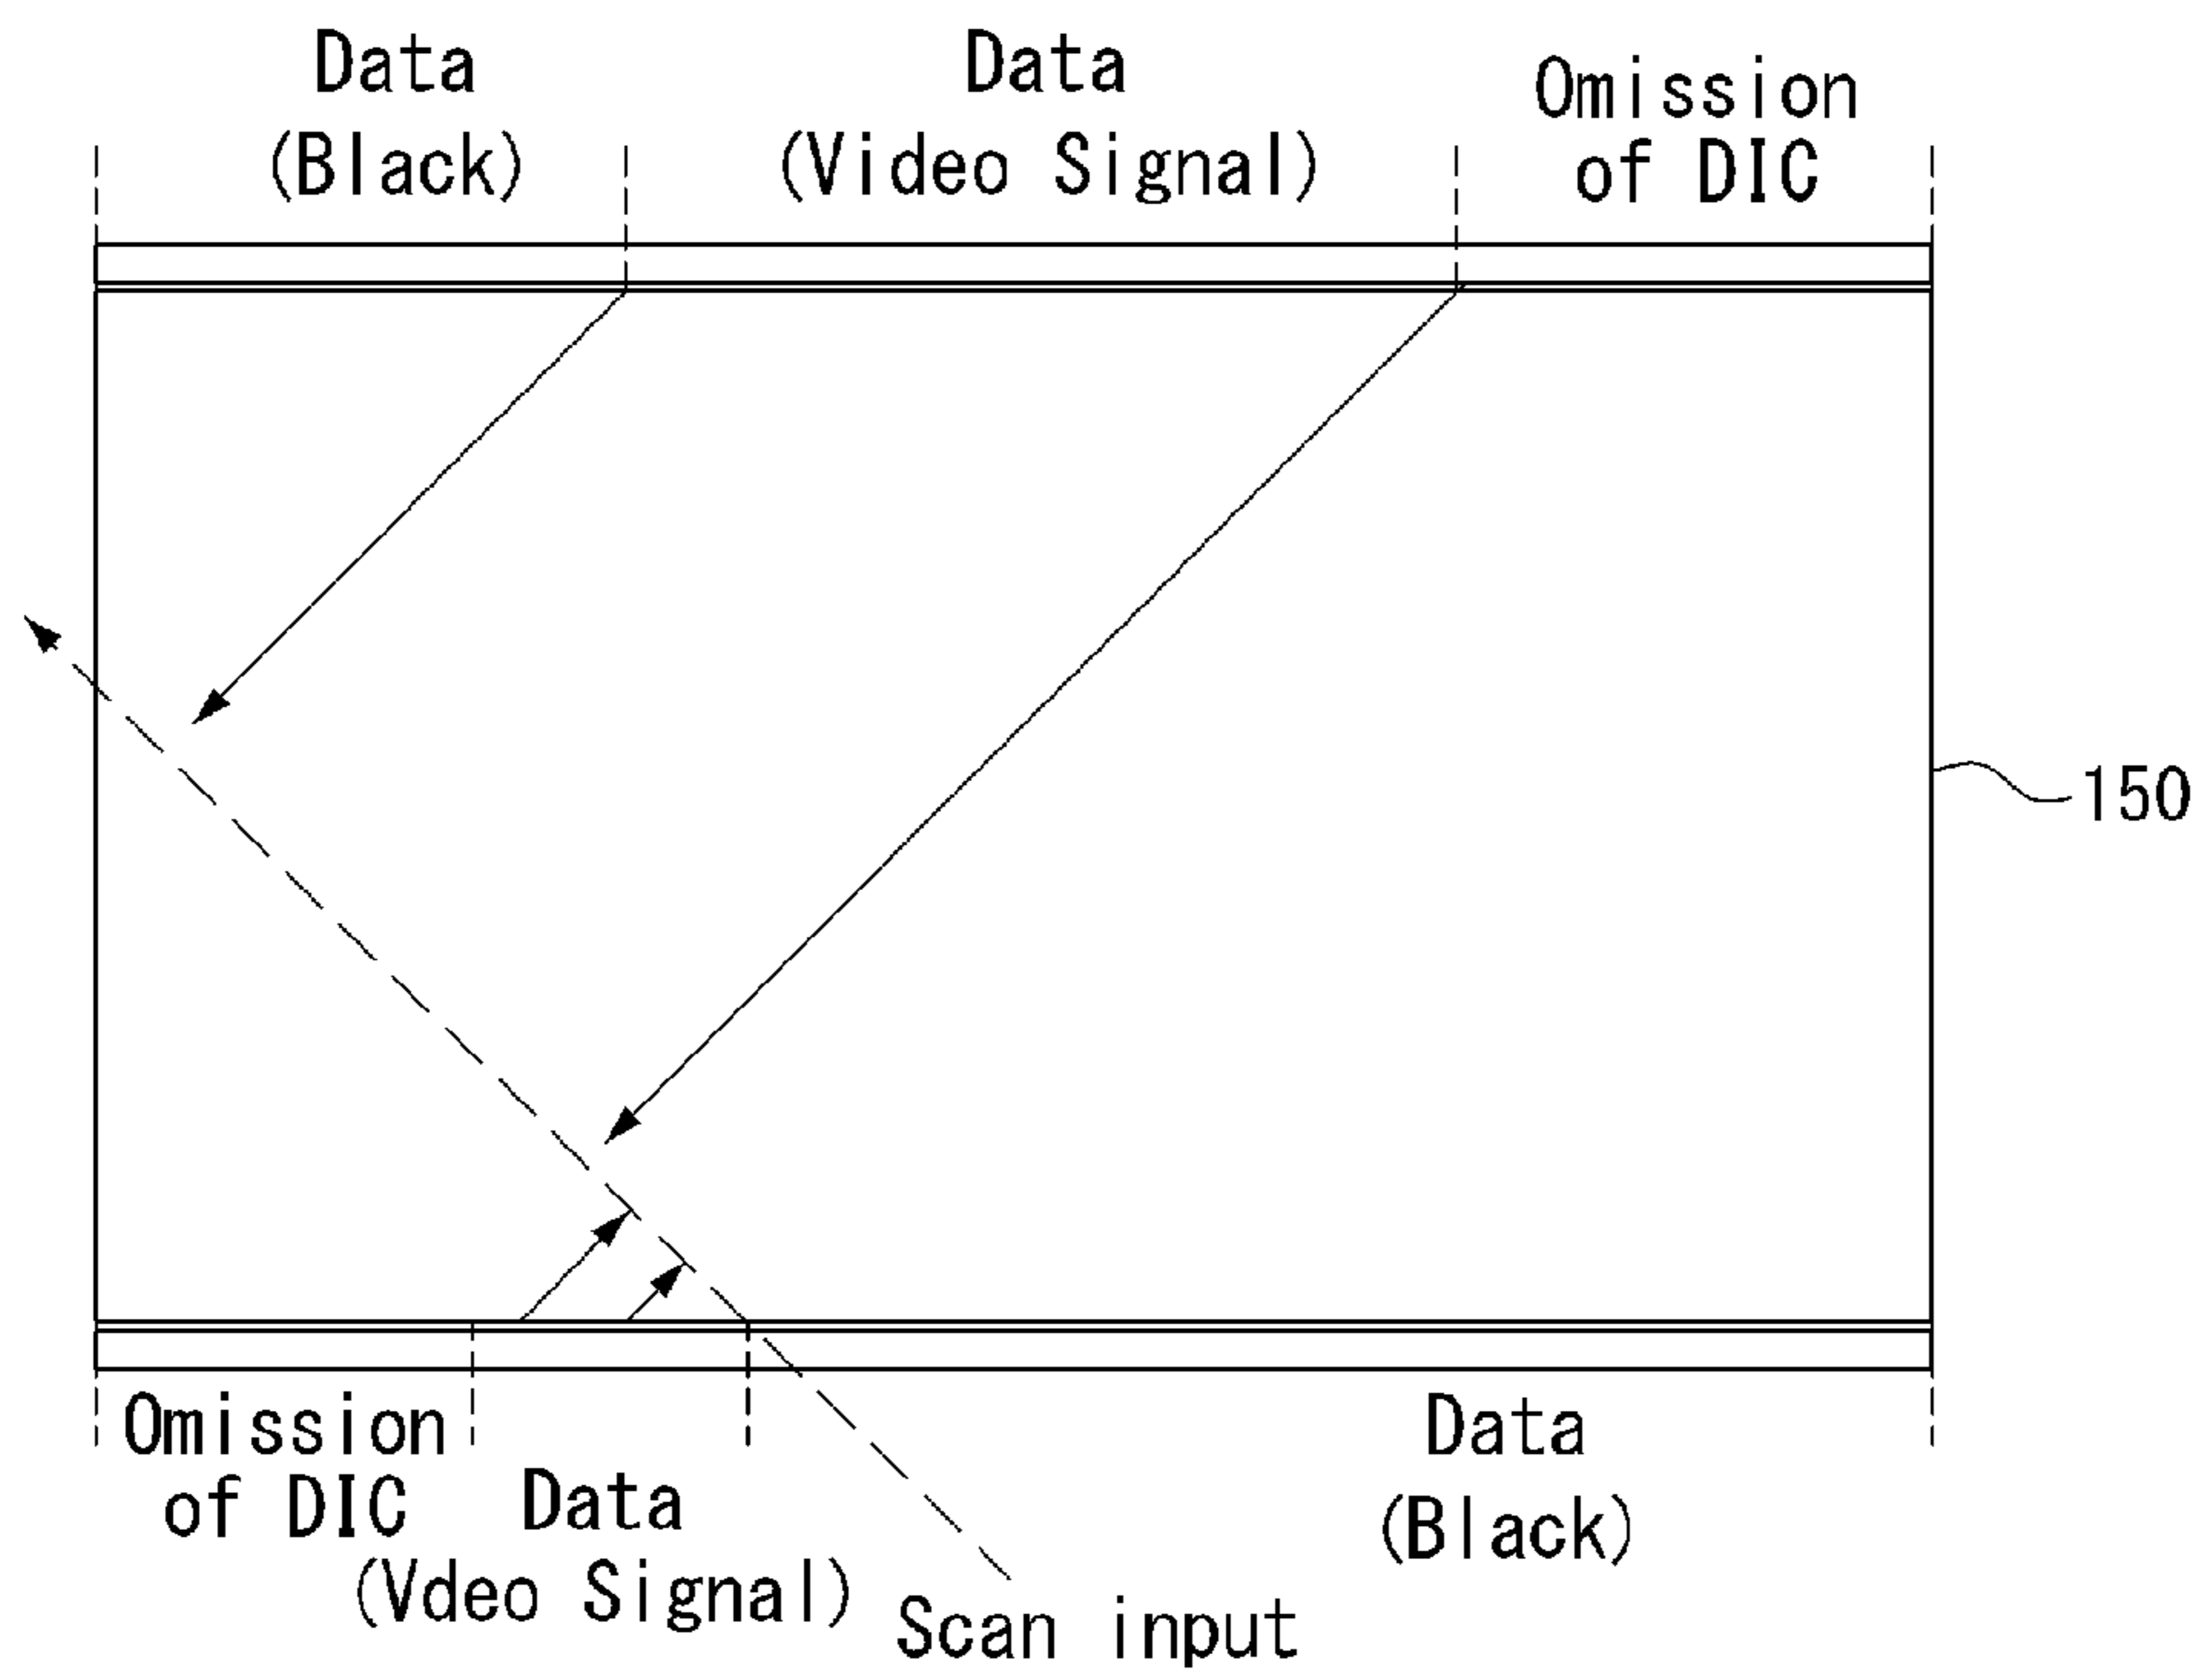 Data
(Black)
Data
(Video Signal)
Omission
of DIC
150
Omission
of DIC
Data
(Vdeo Signal)
Scan input
Data
(Black)